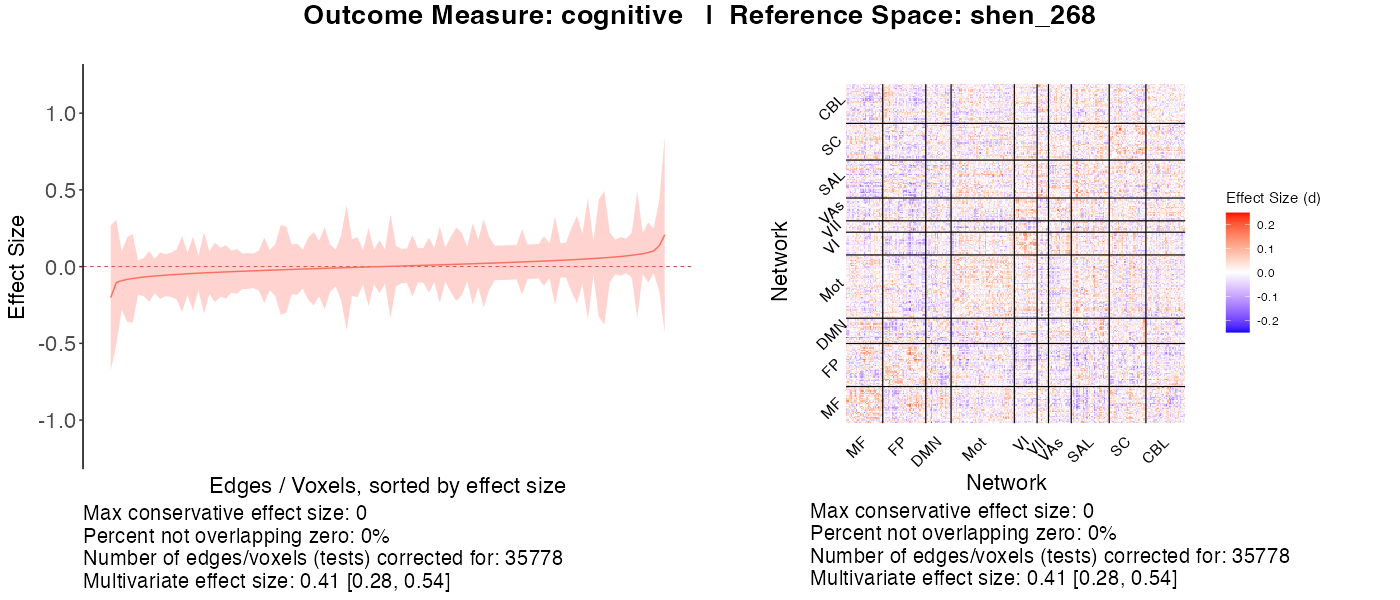 Outcome Measure: cognitive | Reference Space: shen_268
Effect Size
1.0
0.5
0.0
-0.5
-1.0
Edges / Voxels, sorted by effect size
Max conservative effect size: 0
Percent not overlapping zero: 0%
Number of edges/voxels (tests) corrected for: 35778
Multivariate effect size: 0.41 [0.28, 0.54]
Network
CBL
SC
SAL
VAs
VII
VI
Mot
DMN
FP
MF
MF
FP
DMN
Mot
VI
VII
VAs
SAL
SC
CBL
Network
Effect Size (d)
0.2
0.1
0.0
-0.1
-0.2
Max conservative effect size: 0
Percent not overlapping zero: 0%
Number of edges/voxels (tests) corrected for: 35778
Multivariate effect size: 0.41 [0.28, 0.54]